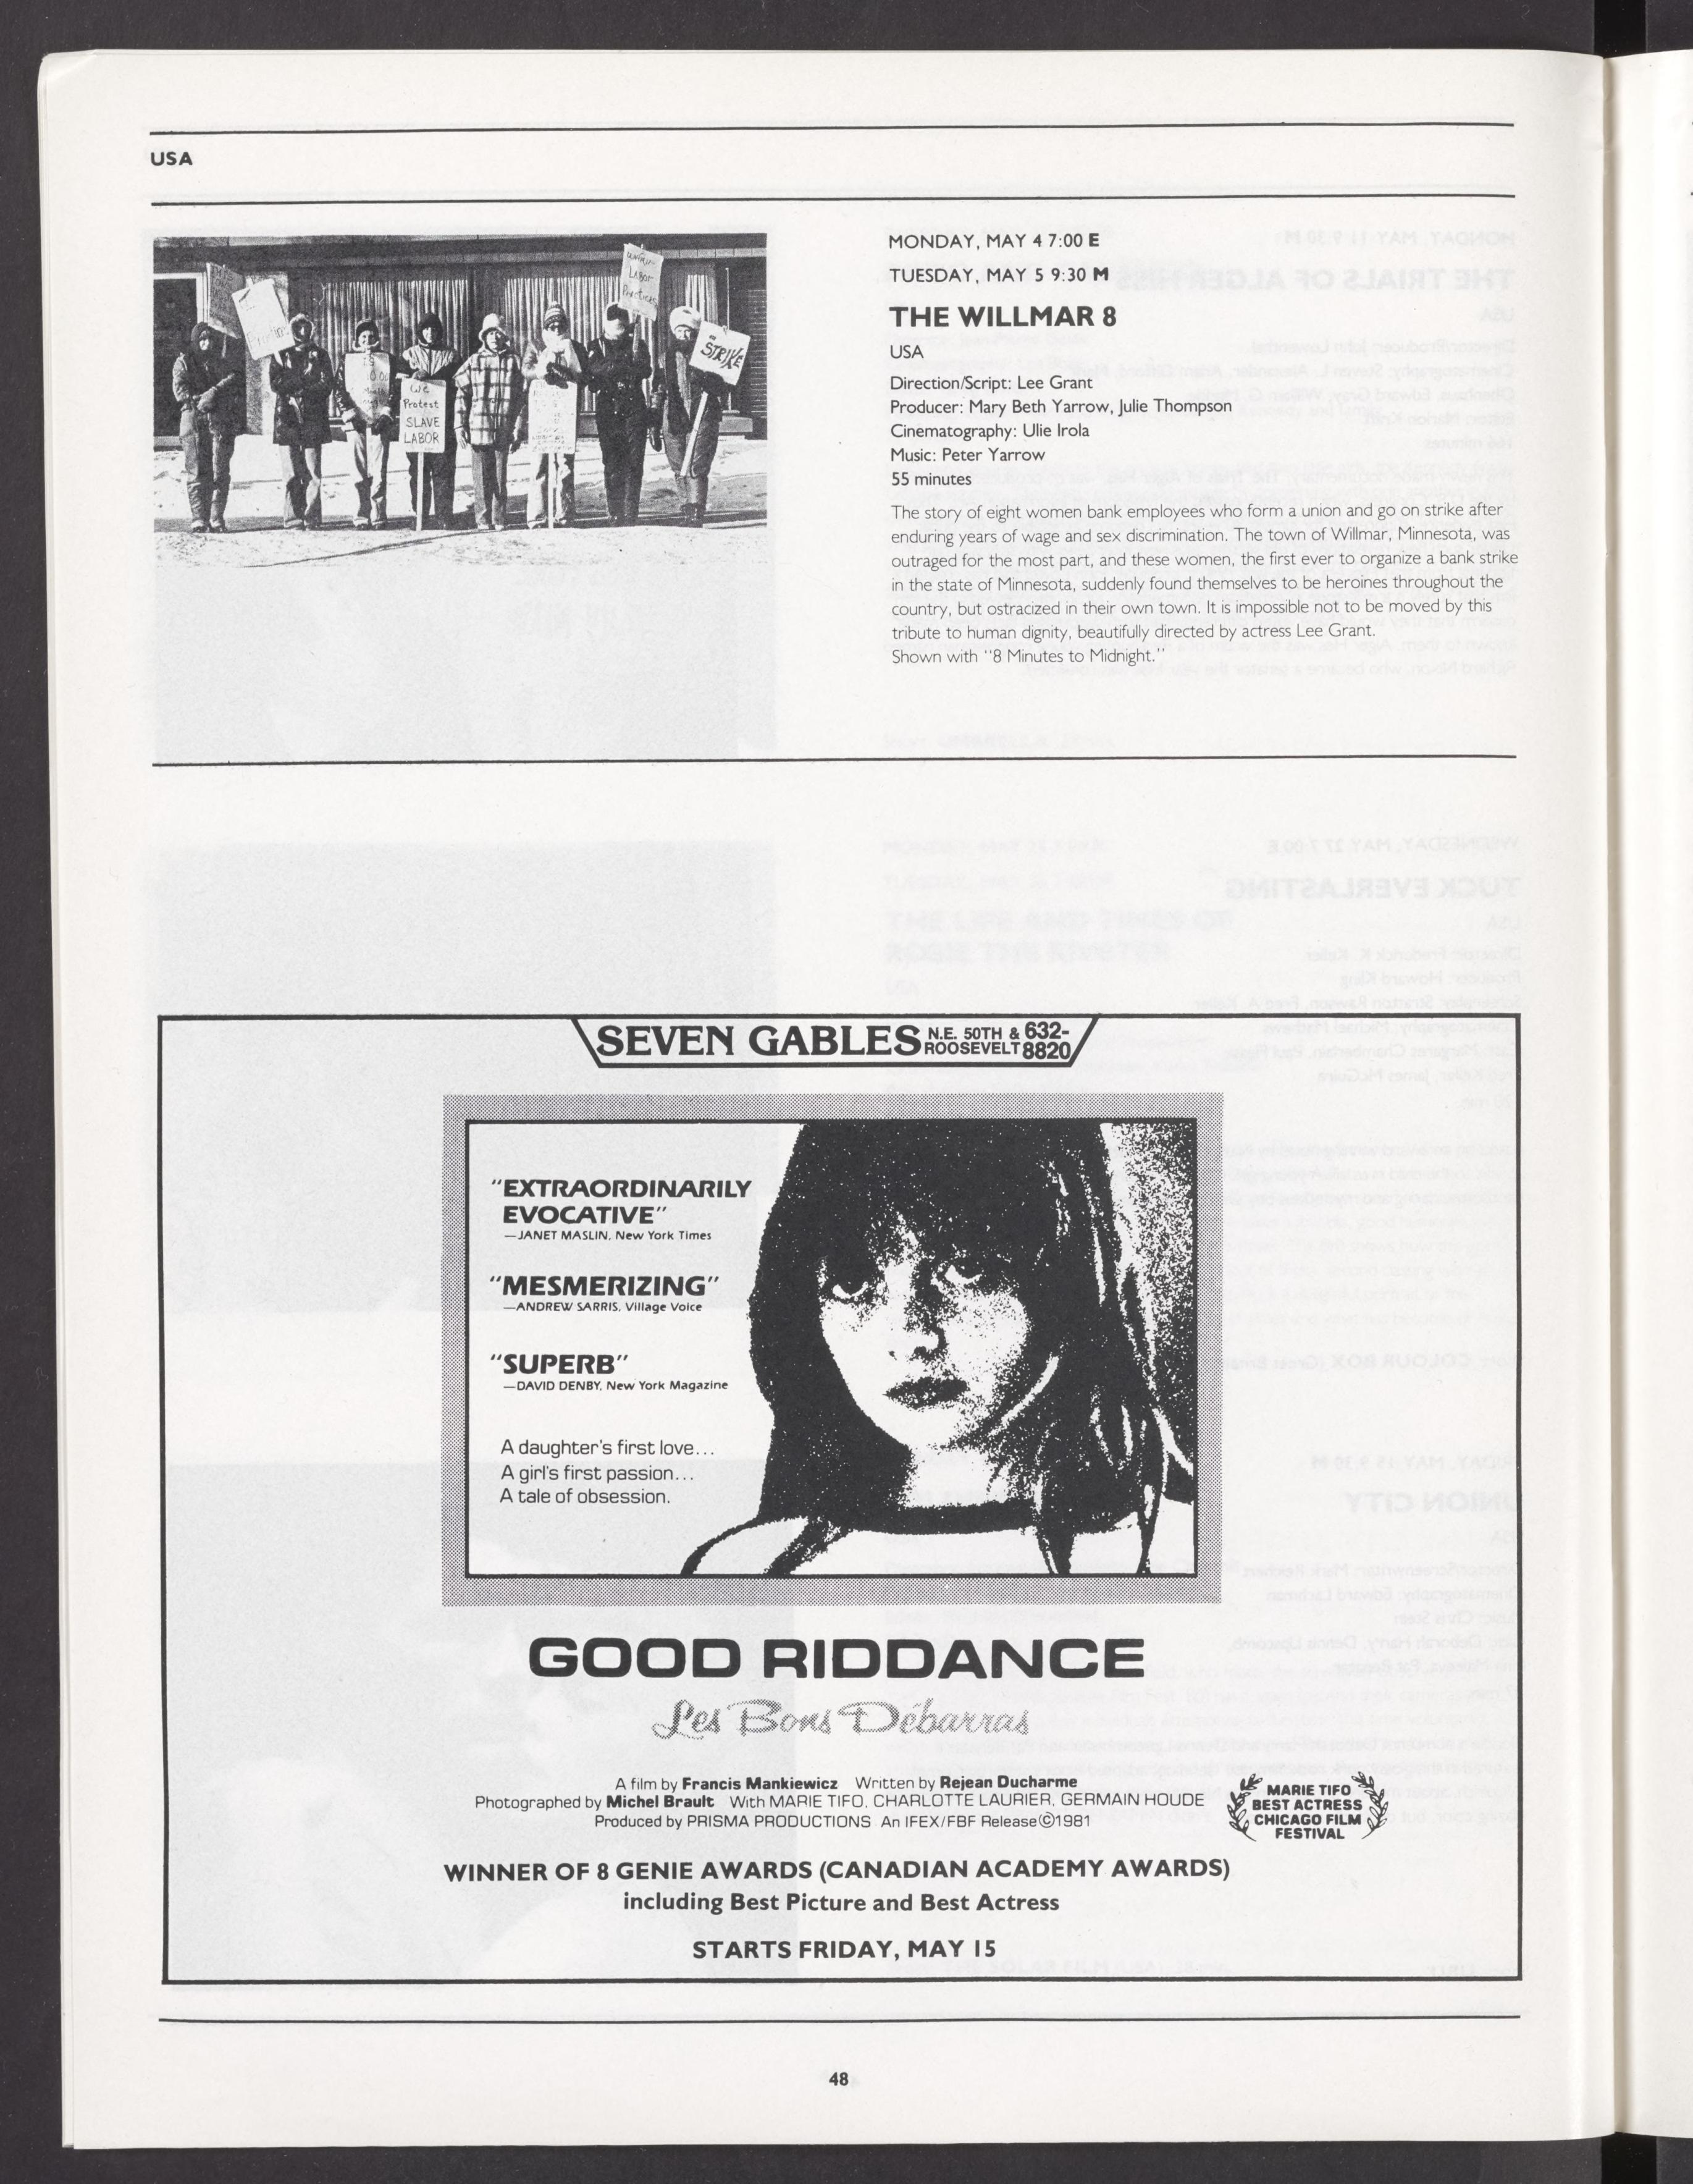 USA
LABOR
STRIKE
We
Protest
SLAVE
LABOR
MONDAY, MAY 4 7:00 E
TUESDAY, MAY 5 9:30 M
THE WILLMAR 8
USA
Direction/Script: Lee Grant
Producer: Mary Beth Yarrow, Julie Thompson
Cinematography: Ulie Irola
Music: Peter Yarrow
55 minutes
The story of eight women bank employees who form a union and go on strike after
enduring years of wage and sex discrimination. The town of Willmar, Minnesota, was
outraged for the most part, and these women, the first ever to organize a bank strike
in the state of Minnesota, suddenly found themselves to be heroines throughout the
country, but ostracized in their own town. It is impossible not to be moved by this
tribute to human dignity, beautifully directed by actress Lee Grant.
Shown with "8 Minutes to Midnight."
SEVEN GABLES N.E. 50TH & ROOSEVELT 632-8820
"EXTRAORDINARILY
EVOCATIVE"
—JANET MASLIN, New York Times
"MESMERIZING"
—ANDREW SARRIS, Village Voice
"SUPERB"
—DAVID DENBY, New York Magazine
A daughter's first love...
A girl's first passion...
A tale of obsession.
GOOD RIDDANCE
Les Bons Débarras
A film by Francis Mankiewicz Written by Rejean Ducharme
Photographed by Michel Brault With MARIE TIFO, CHARLOTTE LAURIER, GERMAIN HOUDE
Produced by PRISMA PRODUCTIONS An IFEX/FBF Release ©1981
MARIE TIFO
BEST ACTRESS
CHICAGO FILM
FESTIVAL
WINNER OF 8 GENIE AWARDS (CANADIAN ACADEMY AWARDS)
including Best Picture and Best Actress
STARTS FRIDAY, MAY 15
48